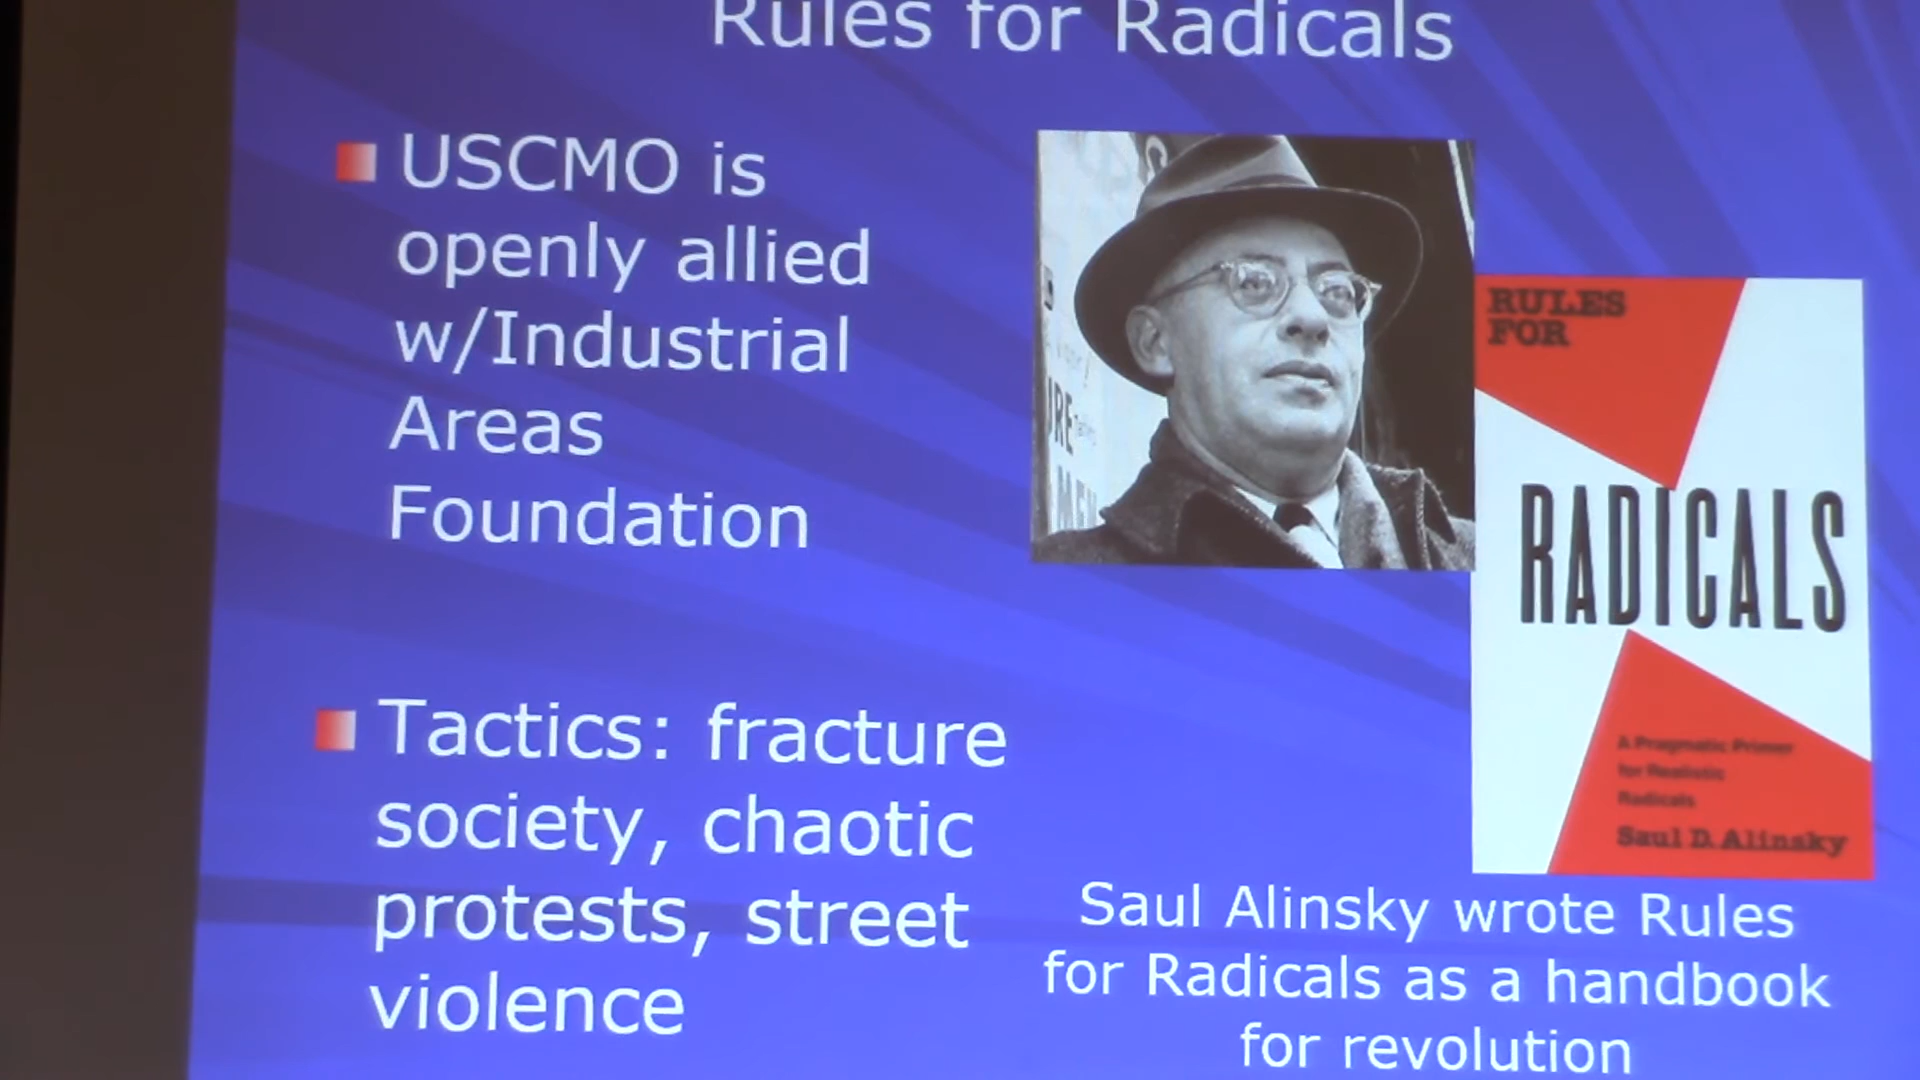 Rules for Radicals
USCMO is
openly allied
w/Industrial
Areas
Foundation
Tactics: fracture
society, chaotic
protests, street
violence
RULES
FOR
RADICALS
A Pragmatic Primer
for Realistic
Radicals
Saul D. Alinsky
Saul Alinsky wrote Rules
for Radicals as a handbook
for revolution